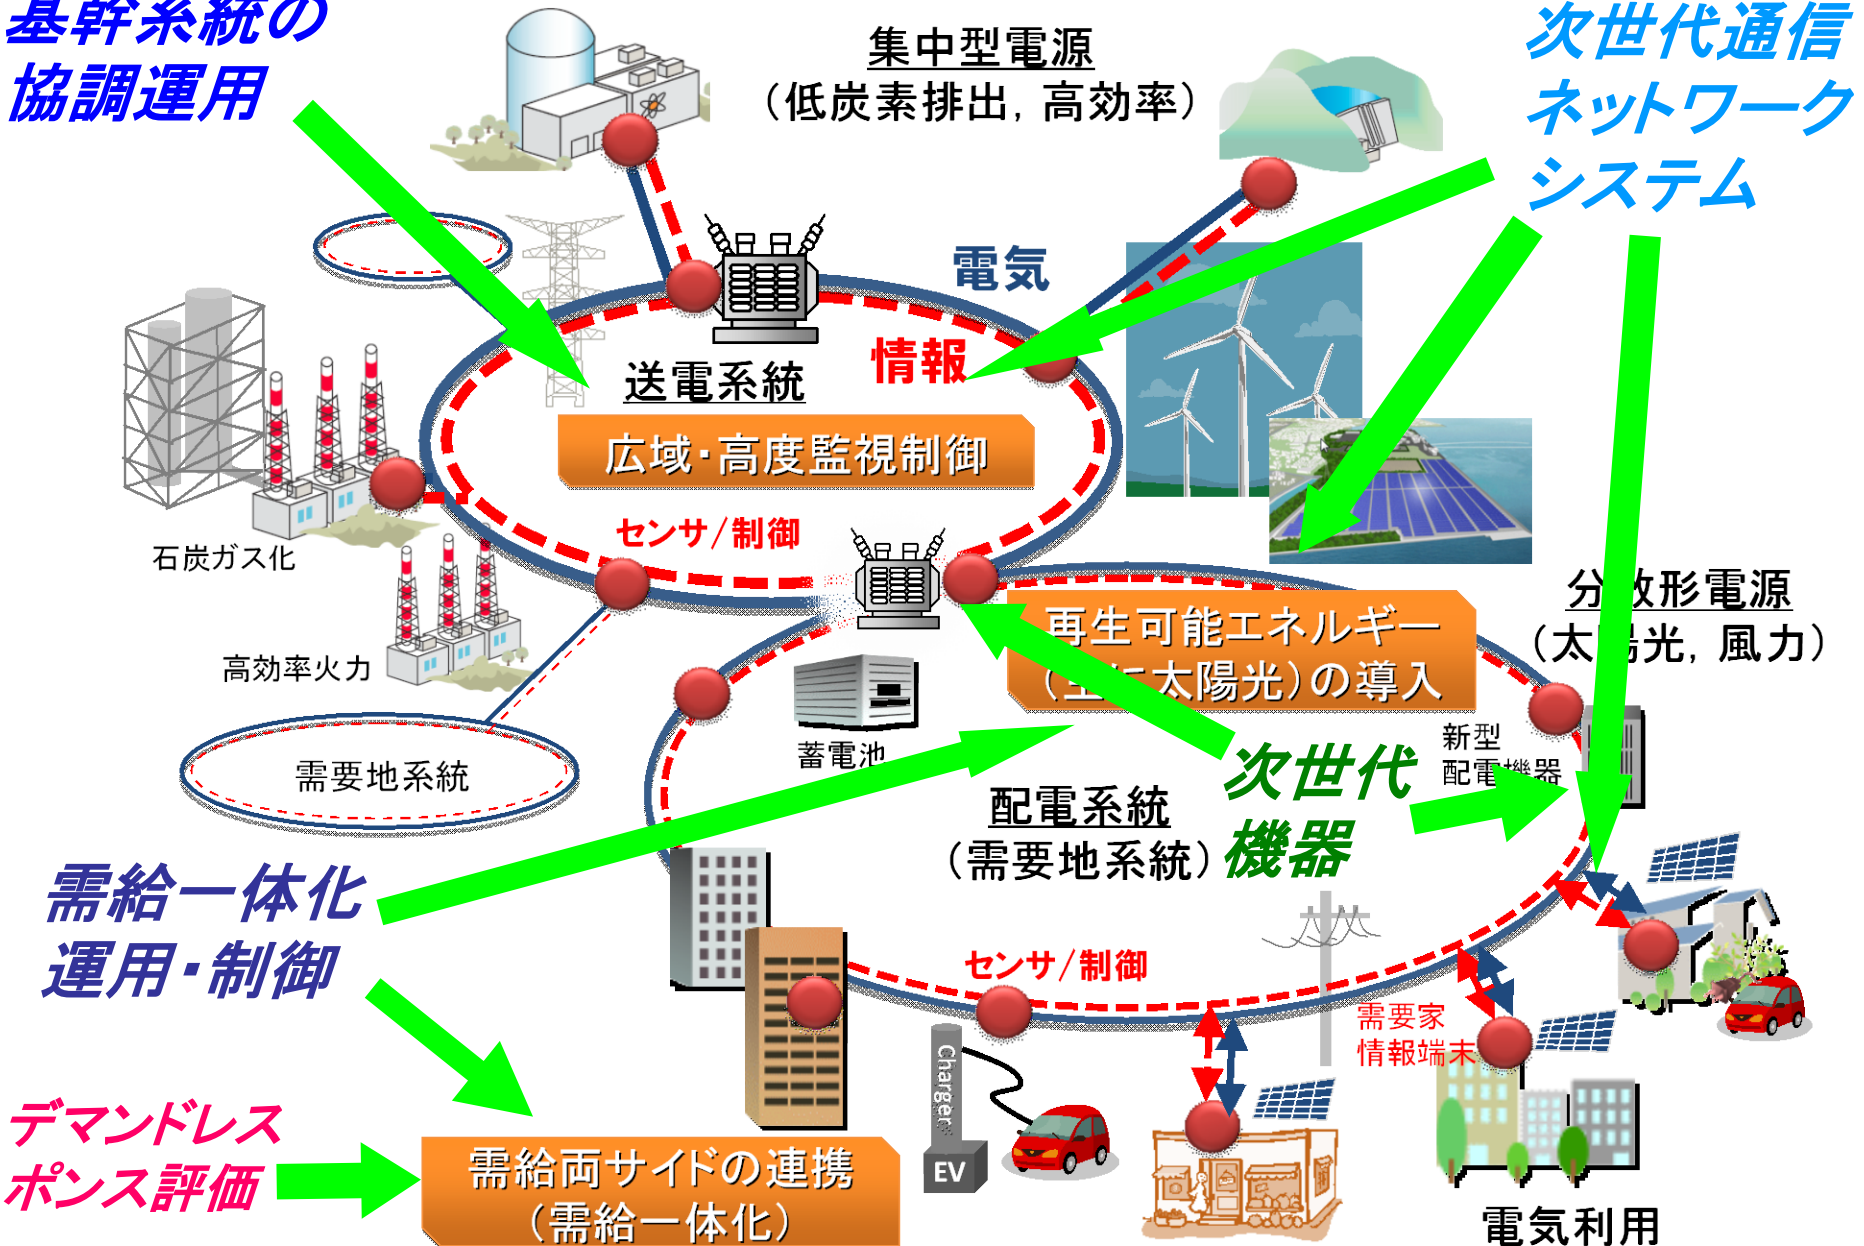 基幹系統の
協調運用
集中型電源
（低炭素排出，高効率）
次世代通信
ネットワーク
システム
電気
情報
送電系統
広域・高度監視制御
センサ/制御
石炭ガス化
高効率火力
需要地系統
再生可能エネルギー
（主に太陽光）の導入
分散形電源
（太陽光，風力）
蓄電池
新型
配電機器
次世代
機器
配電系統
（需要地系統）
需給一体化
運用・制御
センサ/制御
需要家
情報端末
Charger
EV
デマンドレス
ポンス評価
需給両サイドの連携
（需給一体化）
電気利用